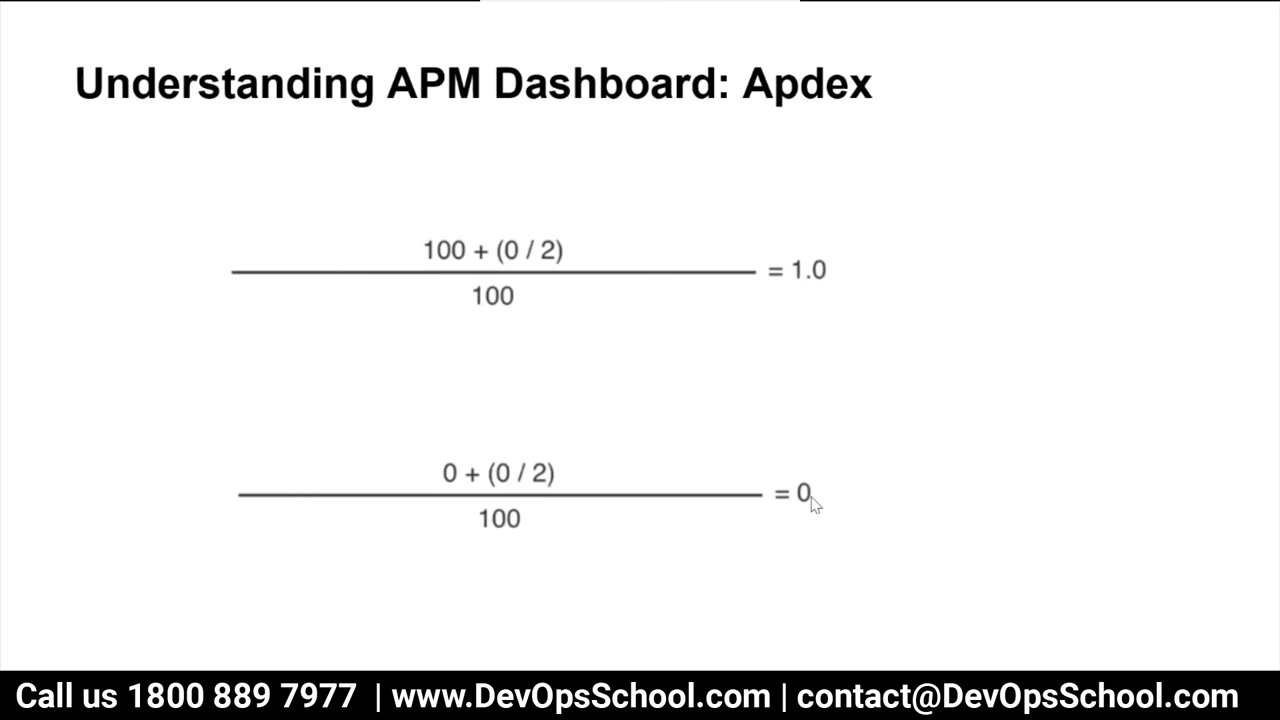 Understanding APM Dashboard: Apdex
100 + (0 / 2)
= 1.0
100
0 + (0 / 2)
= 0
100
Call us 1800 889 7977 | www.DevOpsSchool.com | contact@DevOpsSchool.com